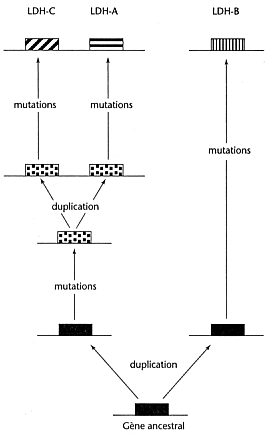 LDH-C LDH-A LDH-B
mutations mutations
mutations
duplication
mutations
duplication
Gène ancestral